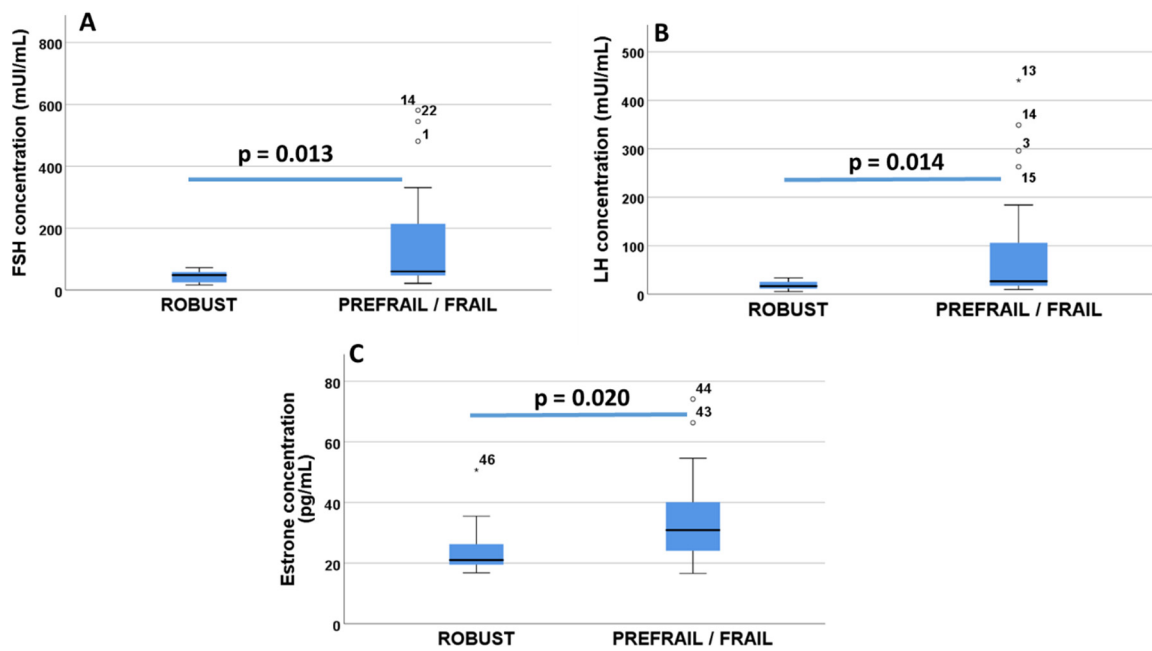 A
FSH concentration (mUI/mL)
800
600
400
200
0
14
22
1
p = 0.013
ROBUST
PREFRAIL / FRAIL
B
LH concentration (mUI/mL)
500
400
300
200
100
0
13
14
3
15
p = 0.014
ROBUST
PREFRAIL / FRAIL
C
Estrone concentration
(pg/mL)
80
60
40
20
0
44
43
46
p = 0.020
ROBUST
PREFRAIL / FRAIL